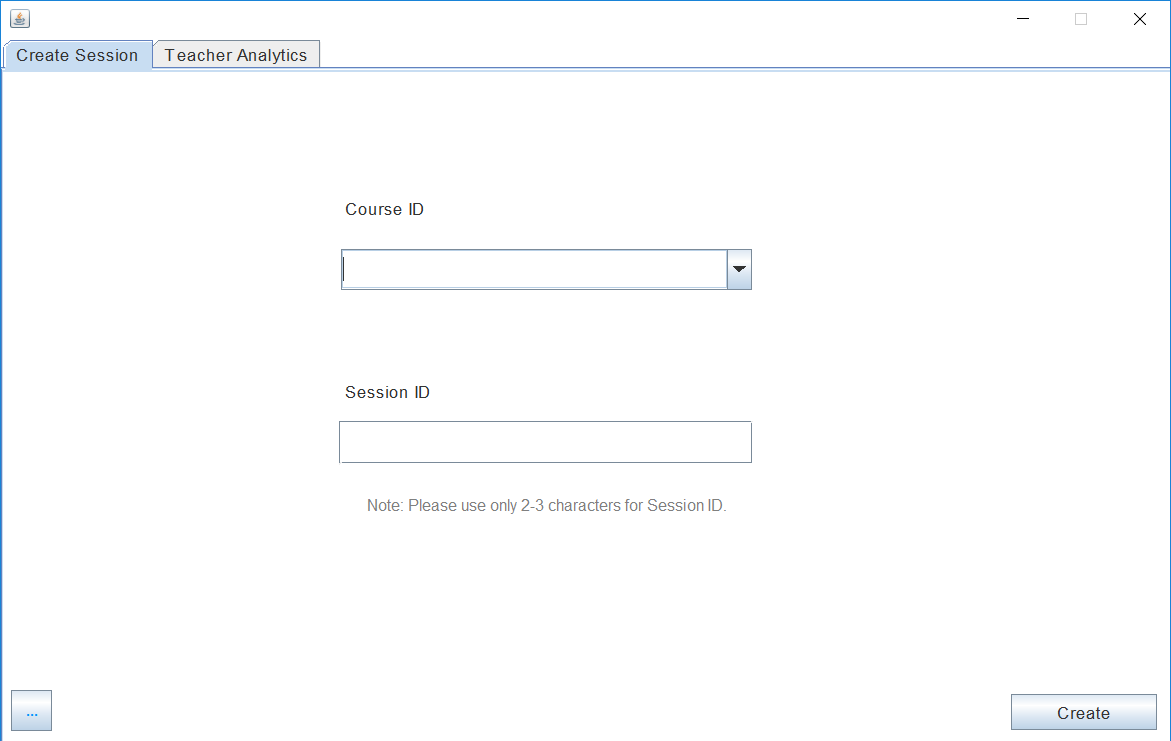 Create Session Teacher Analytics
Course ID
Session ID
Note: Please use only 2-3 characters for Session ID.
... Create